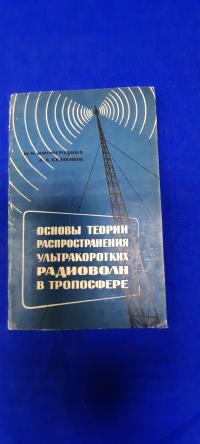 А.А. СЕМЕНОВ
ОСНОВЫ ТЕОРИИ
РАСПРОСТРАНЕНИЯ
УЛЬТРАКОРОТКИХ
РАДИОВОЛН
В ТРОПОСФЕРЕ